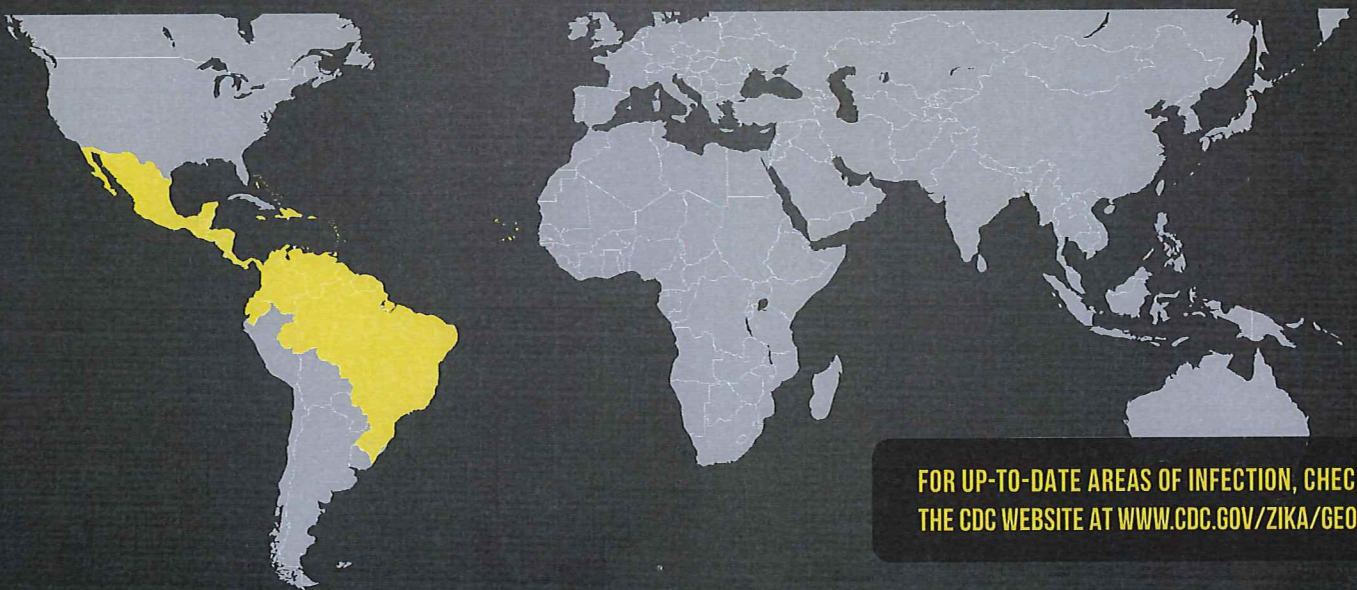 FOR UP-TO-DATE AREAS OF INFECTION, CHEC
THE CDC WEBSITE AT WWW.CDC.GOV/ZIKA/GEO